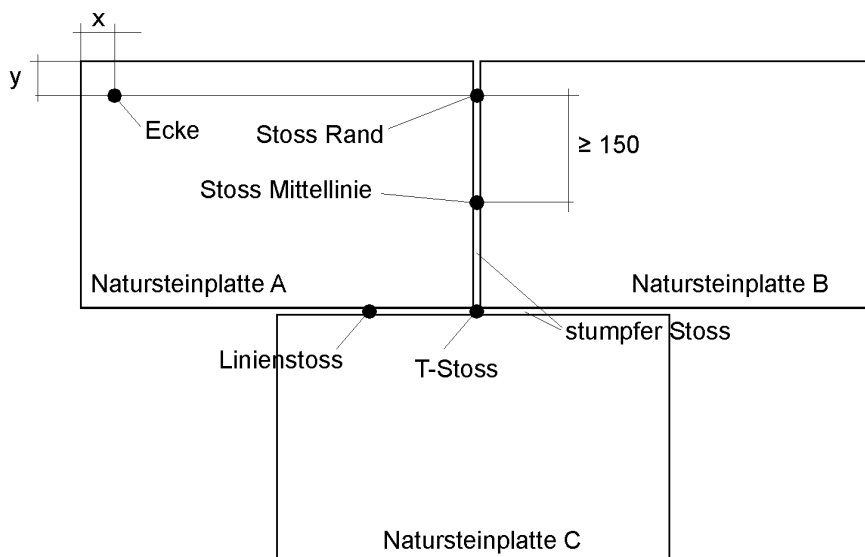 x
y
Ecke
Stoss Rand
≥ 150
Stoss Mittellinie
Natursteinplatte A
Natursteinplatte B
stumpfer Stoss
Linienstoss
T-Stoss
Natursteinplatte C